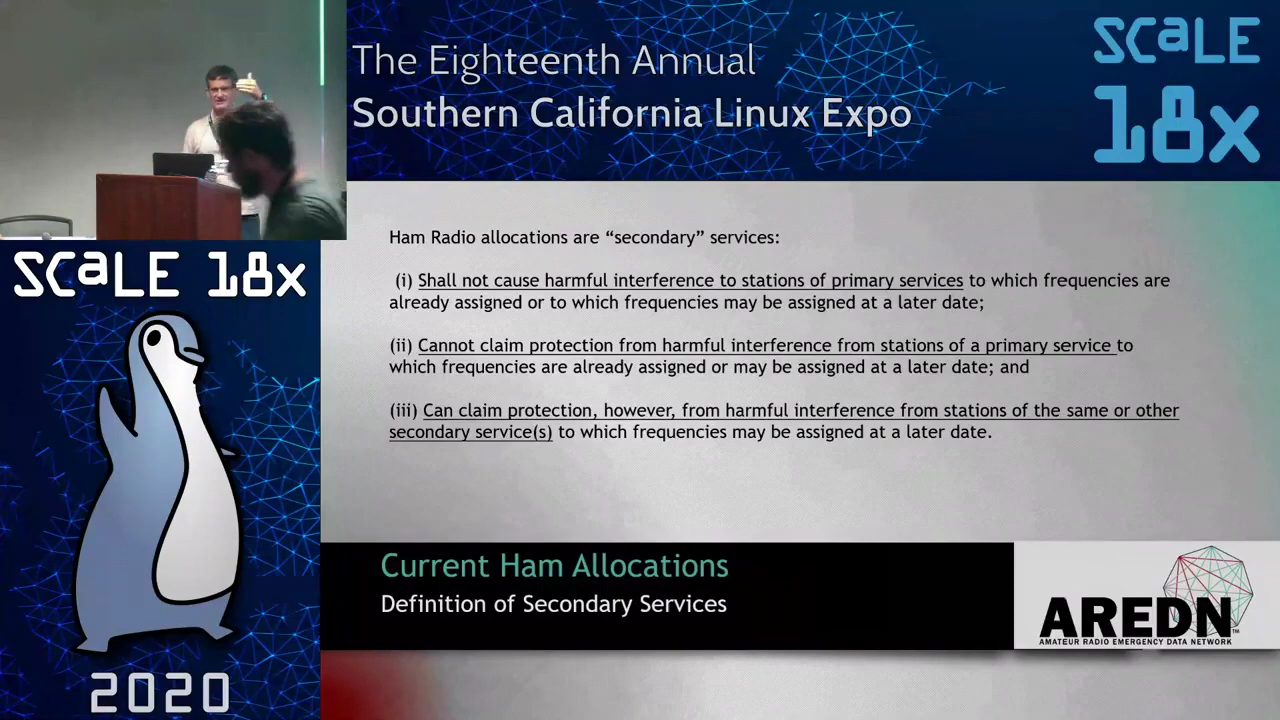 The Eighteenth Annual
Southern California Linux Expo
SCaLE
18x
SCaLE 18x
2020
Ham Radio allocations are “secondary” services:
(i) Shall not cause harmful interference to stations of primary services to which frequencies are
already assigned or to which frequencies may be assigned at a later date;
(ii) Cannot claim protection from harmful interference from stations of a primary service to
which frequencies are already assigned or may be assigned at a later date; and
(iii) Can claim protection, however, from harmful interference from stations of the same or other
secondary service(s) to which frequencies may be assigned at a later date.
Current Ham Allocations
Definition of Secondary Services
AREDN™
AMATEUR RADIO EMERGENCY DATA NETWORK